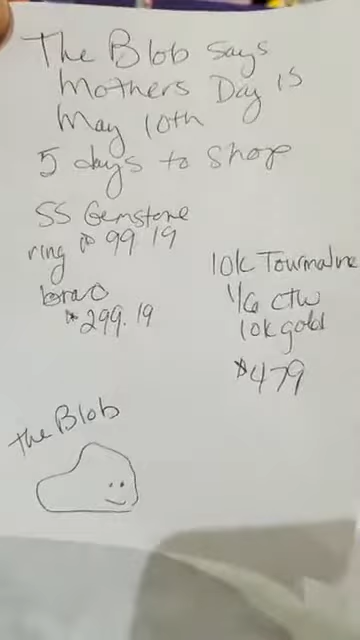 The Blob says
Mothers Day is
May 10th
5 days to shop
SS Gemstone
ring 99.19
$299.19
10k Tourmaline
1/6 ctw
10k gold
$479
the Blob